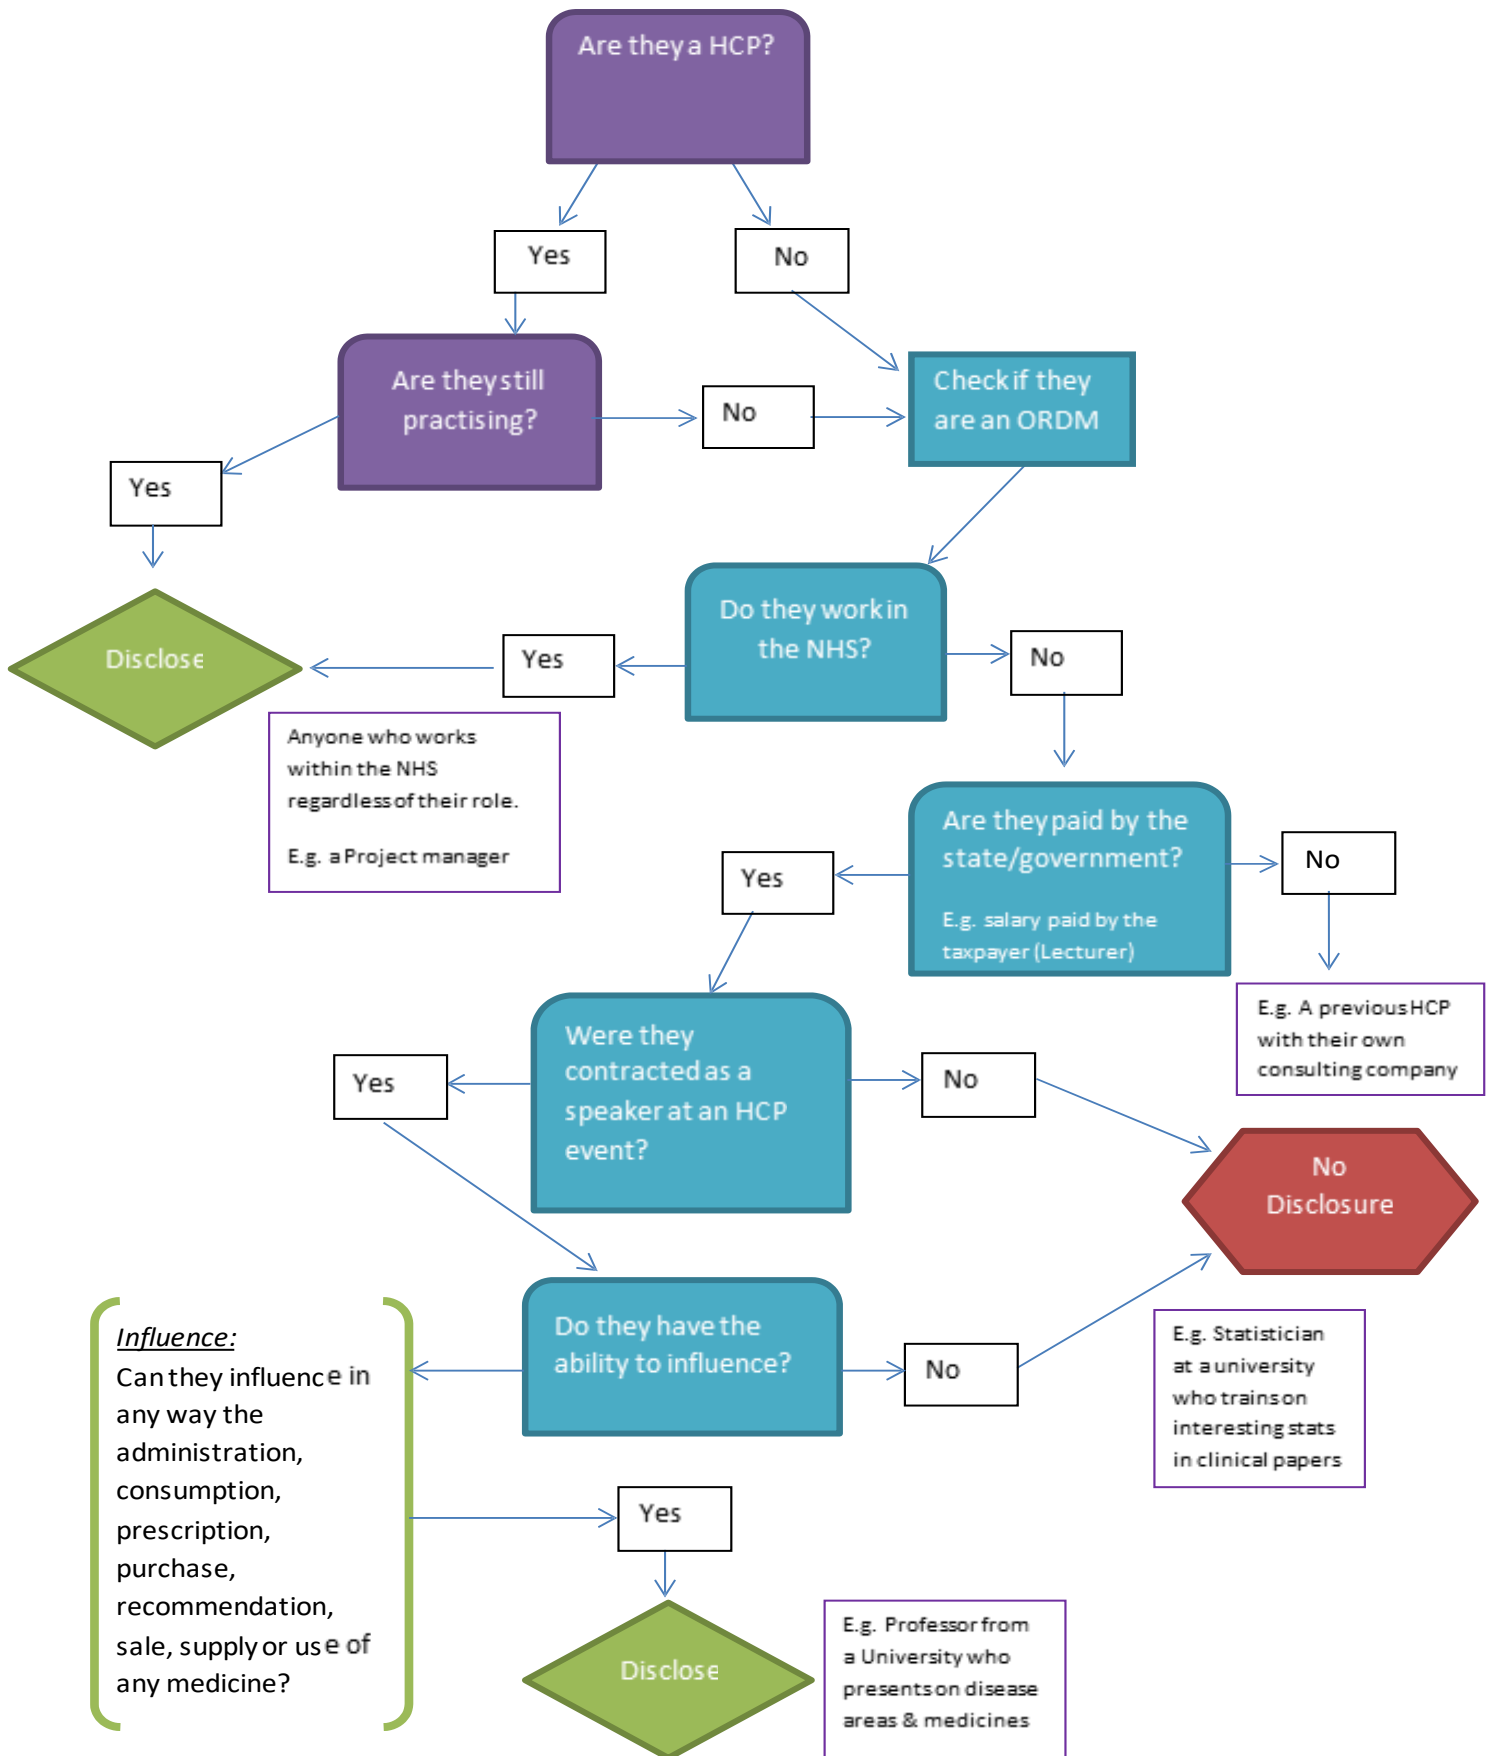 Are they a HCP?
Yes
No
Are they still
practising?
No
Check if they
are an ORDM
Yes
Disclose
Do they work in
the NHS?
Yes
No
Anyone who works
within the NHS
regardless of their role.
E.g. a Project manager
Are they paid by the
state/government?
E.g. salary paid by the
taxpayer (Lecturer)
Yes
No
E.g. A previous HCP
with their own
consulting company
Were they
contracted as a
speaker at an HCP
event?
Yes
No
No
Disclosure
Do they have the
ability to influence?
No
E.g. Statistician
at a university
who trains on
interesting stats
in clinical papers
Influence:
Can they influence in
any way the
administration,
consumption,
prescription,
purchase,
recommendation,
sale, supply or use of
any medicine?
Yes
Disclose
E.g. Professor from
a University who
presents on disease
areas & medicines